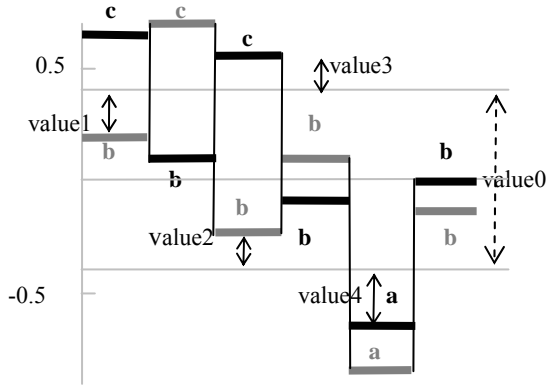 c c
c
0.5 value3
value1 b b
b b b value0
b
value2 b b
-0.5 value4 a
a